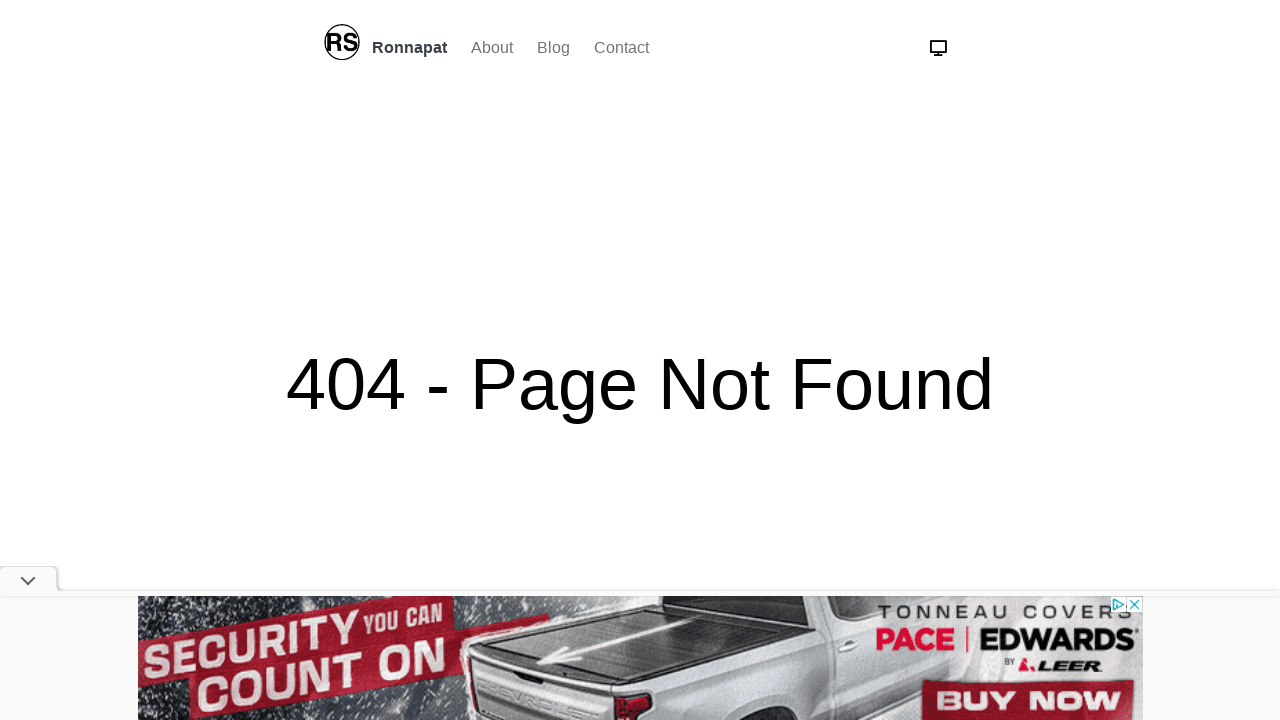 RS Ronnapat About Blog Contact
404 - Page Not Found
SECURITY YOU CAN
COUNT ON
CHEVROLET
TONNEAU COVERS
PACE | EDWARDS®
BY LEER
BUY NOW